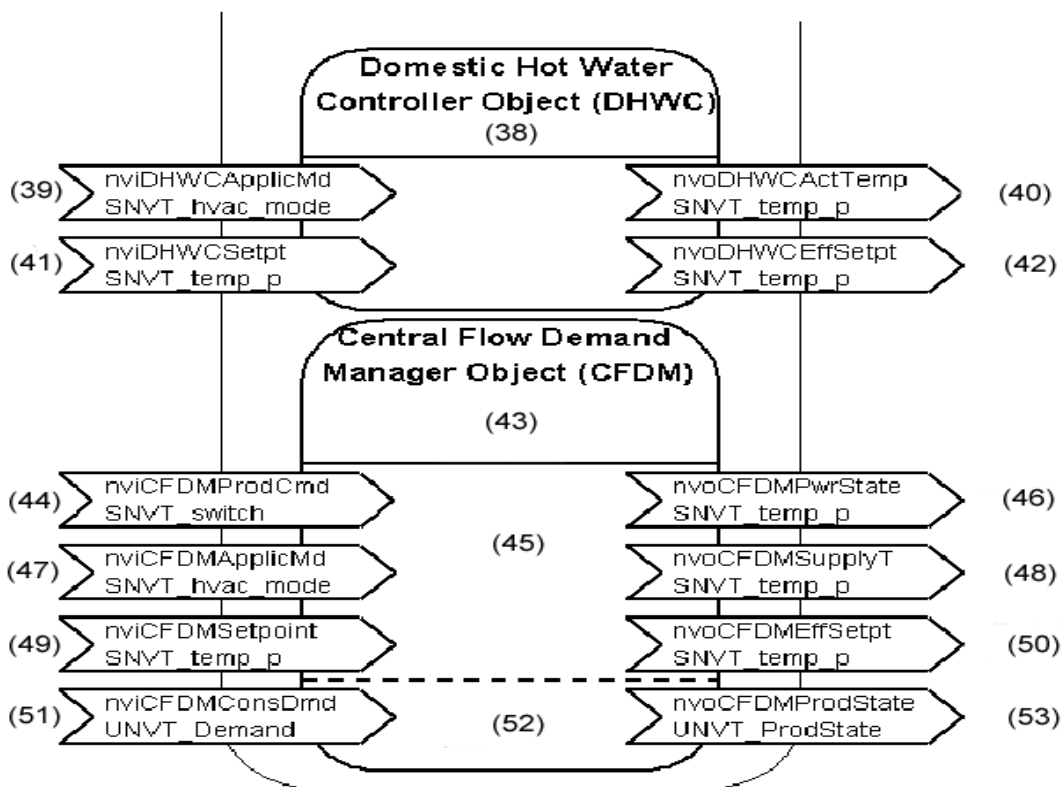 Domestic Hot Water
Controller Object (DHWC)
(38)
(39)
nviDHWCApplicMd
SNVT_hvac_mode
nvoDHWCActTemp
SNVT_temp_p
(40)
(41)
nviDHWCSetpt
SNVT_temp_p
nvoDHWCEffSetpt
SNVT_temp_p
(42)
Central Flow Demand
Manager Object (CFDM)
(43)
(44)
nviCFDMProdCmd
SNVT_switch
nvoCFDMPwrState
SNVT_temp_p
(46)
(45)
(47)
nviCFDMApplicMd
SNVT_hvac_mode
nvoCFDMSupplyT
SNVT_temp_p
(48)
(49)
nviCFDMSetpoint
SNVT_temp_p
nvoCFDMEffSetpt
SNVT_temp_p
(50)
(51)
nviCFDMConsDmd
UNVT_Demand
(52)
nvoCFDMProdState
UNVT_ProdState
(53)